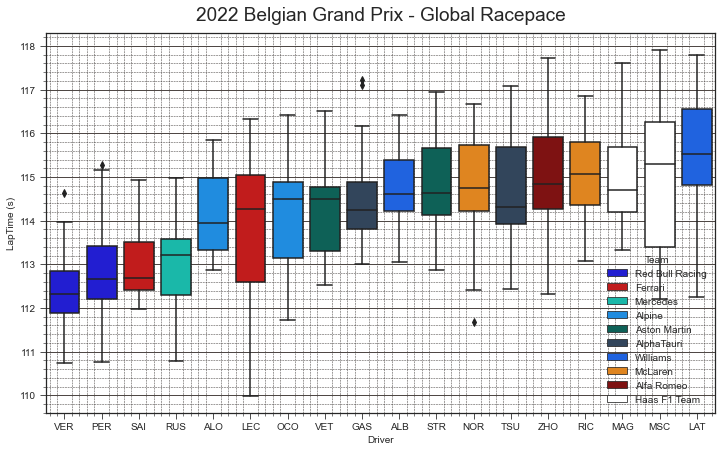 2022 Belgian Grand Prix - Global Racepace
LapTime (s)
118
117
116
115
114
113
112
111
110
VER PER SAI RUS ALO LEC OCO VET GAS ALB STR NOR TSU ZHO RIC MAG MSC LAT
Driver
Team
Red Bull Racing
Ferrari
Mercedes
Alpine
Aston Martin
AlphaTauri
Williams
McLaren
Alfa Romeo
Haas F1 Team